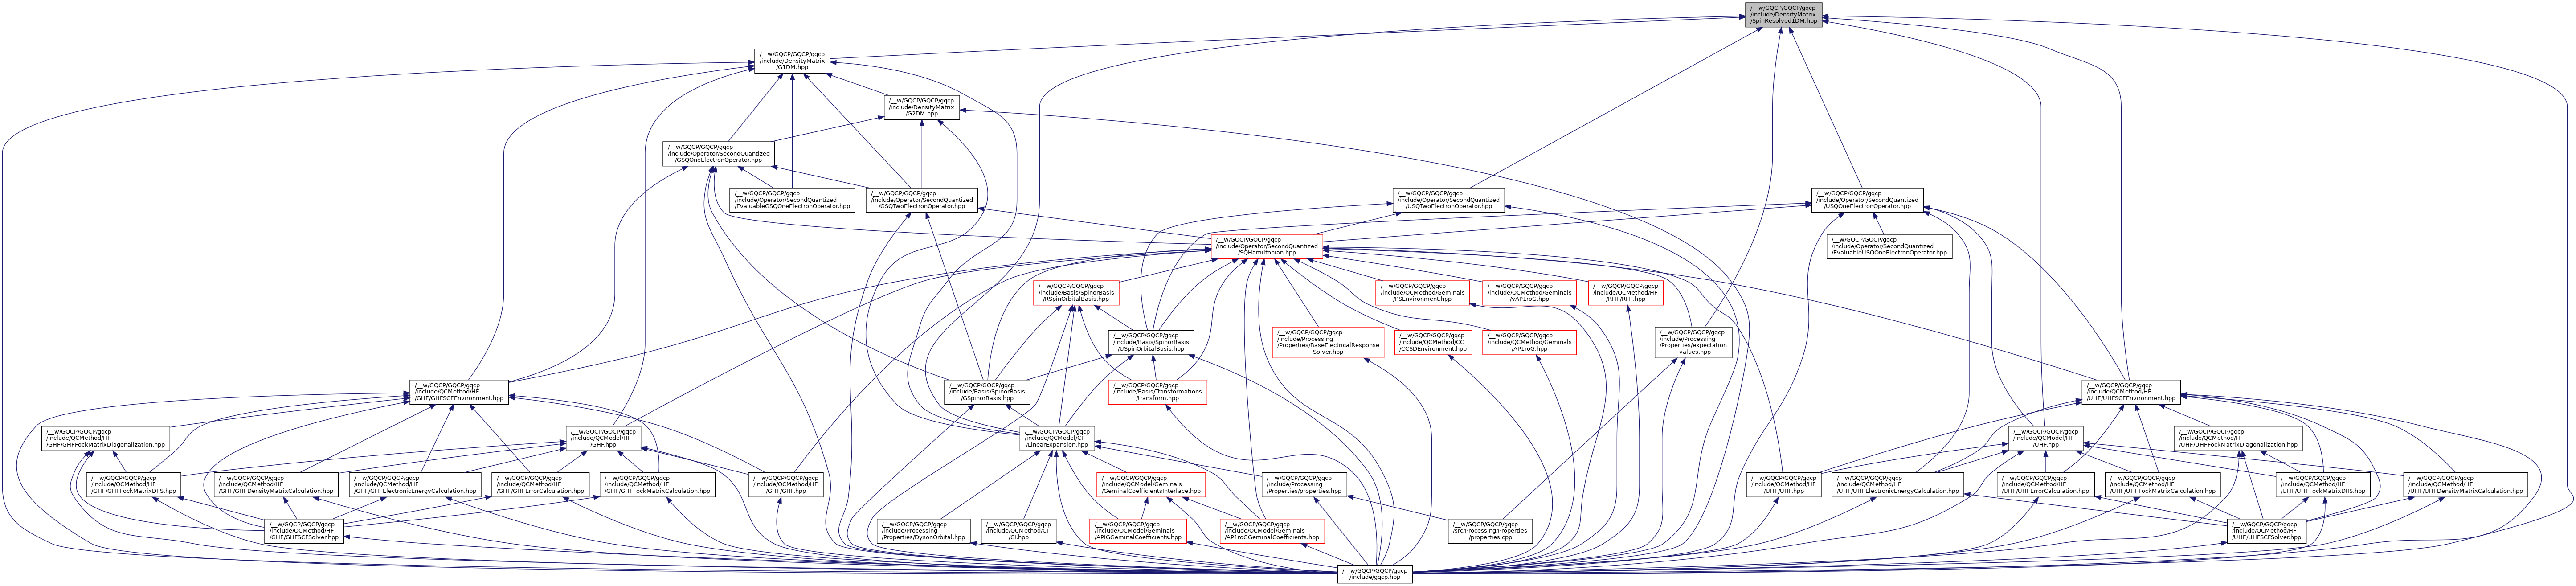 /__w/GQCP/GQCP/gqcp
/include/DensityMatrix
/SpinResolved1DM.hpp
/__w/GQCP/GQCP/gqcp
/include/DensityMatrix
/G1DM.hpp
/__w/GQCP/GQCP/gqcp
/include/DensityMatrix
/G2DM.hpp
/__w/GQCP/GQCP/gqcp
/include/Operator/SecondQuantized
/GSQOneElectronOperator.hpp
/__w/GQCP/GQCP/gqcp
/include/Operator/SecondQuantized
/EvaluableGSQOneElectronOperator.hpp
/__w/GQCP/GQCP/gqcp
/include/Operator/SecondQuantized
/GSQTwoElectronOperator.hpp
/__w/GQCP/GQCP/gqcp
/include/Operator/SecondQuantized
/USQTwoElectronOperator.hpp
/__w/GQCP/GQCP/gqcp
/include/Operator/SecondQuantized
/USQOneElectronOperator.hpp
/__w/GQCP/GQCP/gqcp
/include/Operator/SecondQuantized
/SQHamiltonian.hpp
/__w/GQCP/GQCP/gqcp
/include/Operator/SecondQuantized
/EvaluableUSQOneElectronOperator.hpp
/__w/GQCP/GQCP/gqcp
/include/Basis/SpinorBasis
/RSpinOrbitalBasis.hpp
/__w/GQCP/GQCP/gqcp
/include/QCMethod/Geminals
/PSEnvironment.hpp
/__w/GQCP/GQCP/gqcp
/include/QCMethod/Geminals
/vAP1roG.hpp
/__w/GQCP/GQCP/gqcp
/include/QCMethod/HF
/RHF/RHF.hpp
/__w/GQCP/GQCP/gqcp
/include/Basis/SpinorBasis
/USpinOrbitalBasis.hpp
/__w/GQCP/GQCP/gqcp
/include/Processing
/Properties/BaseElectricalResponse
Solver.hpp
/__w/GQCP/GQCP/gqcp
/include/QCMethod/CC
/CCSDEnvironment.hpp
/__w/GQCP/GQCP/gqcp
/include/QCMethod/Geminals
/AP1roG.hpp
/__w/GQCP/GQCP/gqcp
/include/Processing
/Properties/expectation
_values.hpp
/__w/GQCP/GQCP/gqcp
/include/QCMethod/HF
/GHF/GHFSCFEnvironment.hpp
/__w/GQCP/GQCP/gqcp
/include/Basis/SpinorBasis
/GSpinorBasis.hpp
/__w/GQCP/GQCP/gqcp
/include/Basis/Transformations
/transform.hpp
/__w/GQCP/GQCP/gqcp
/include/QCMethod/HF
/UHF/UHFSCFEnvironment.hpp
/__w/GQCP/GQCP/gqcp
/include/QCMethod/HF
/GHF/GHFFockMatrixDiagonalization.hpp
/__w/GQCP/GQCP/gqcp
/include/QCModel/HF
/GHF.hpp
/__w/GQCP/GQCP/gqcp
/include/QCModel/CI
/LinearExpansion.hpp
/__w/GQCP/GQCP/gqcp
/include/QCModel/HF
/UHF.hpp
/__w/GQCP/GQCP/gqcp
/include/QCMethod/HF
/UHF/UHFFockMatrixDiagonalization.hpp
/__w/GQCP/GQCP/gqcp
/include/QCMethod/HF
/GHF/GHFFockMatrixDIIS.hpp
/__w/GQCP/GQCP/gqcp
/include/QCMethod/HF
/GHF/GHFDensityMatrixCalculation.hpp
/__w/GQCP/GQCP/gqcp
/include/QCMethod/HF
/GHF/GHFElectronicEnergyCalculation.hpp
/__w/GQCP/GQCP/gqcp
/include/QCMethod/HF
/GHF/GHFErrorCalculation.hpp
/__w/GQCP/GQCP/gqcp
/include/QCMethod/HF
/GHF/GHFFockMatrixCalculation.hpp
/__w/GQCP/GQCP/gqcp
/include/QCMethod/HF
/GHF/GHF.hpp
/__w/GQCP/GQCP/gqcp
/include/QCModel/Geminals
/GeminalCoefficientsInterface.hpp
/__w/GQCP/GQCP/gqcp
/include/Processing
/Properties/properties.hpp
/__w/GQCP/GQCP/gqcp
/include/QCMethod/HF
/UHF/UHF.hpp
/__w/GQCP/GQCP/gqcp
/include/QCMethod/HF
/UHF/UHFElectronicEnergyCalculation.hpp
/__w/GQCP/GQCP/gqcp
/include/QCMethod/HF
/UHF/UHFErrorCalculation.hpp
/__w/GQCP/GQCP/gqcp
/include/QCMethod/HF
/UHF/UHFFockMatrixCalculation.hpp
/__w/GQCP/GQCP/gqcp
/include/QCMethod/HF
/UHF/UHFFockMatrixDIIS.hpp
/__w/GQCP/GQCP/gqcp
/include/QCMethod/HF
/UHF/UHFDensityMatrixCalculation.hpp
/__w/GQCP/GQCP/gqcp
/include/QCMethod/HF
/GHF/GHFSCFSolver.hpp
/__w/GQCP/GQCP/gqcp
/include/Processing
/Properties/DysonOrbital.hpp
/__w/GQCP/GQCP/gqcp
/include/QCMethod/CI
/CI.hpp
/__w/GQCP/GQCP/gqcp
/include/QCModel/Geminals
/APIGGeminalCoefficients.hpp
/__w/GQCP/GQCP/gqcp
/include/QCModel/Geminals
/AP1roGGeminalCoefficients.hpp
/__w/GQCP/GQCP/gqcp
/src/Processing/Properties
/properties.cpp
/__w/GQCP/GQCP/gqcp
/include/QCMethod/HF
/UHF/UHFSCFSolver.hpp
/__w/GQCP/GQCP/gqcp
/include/gqcp.hpp